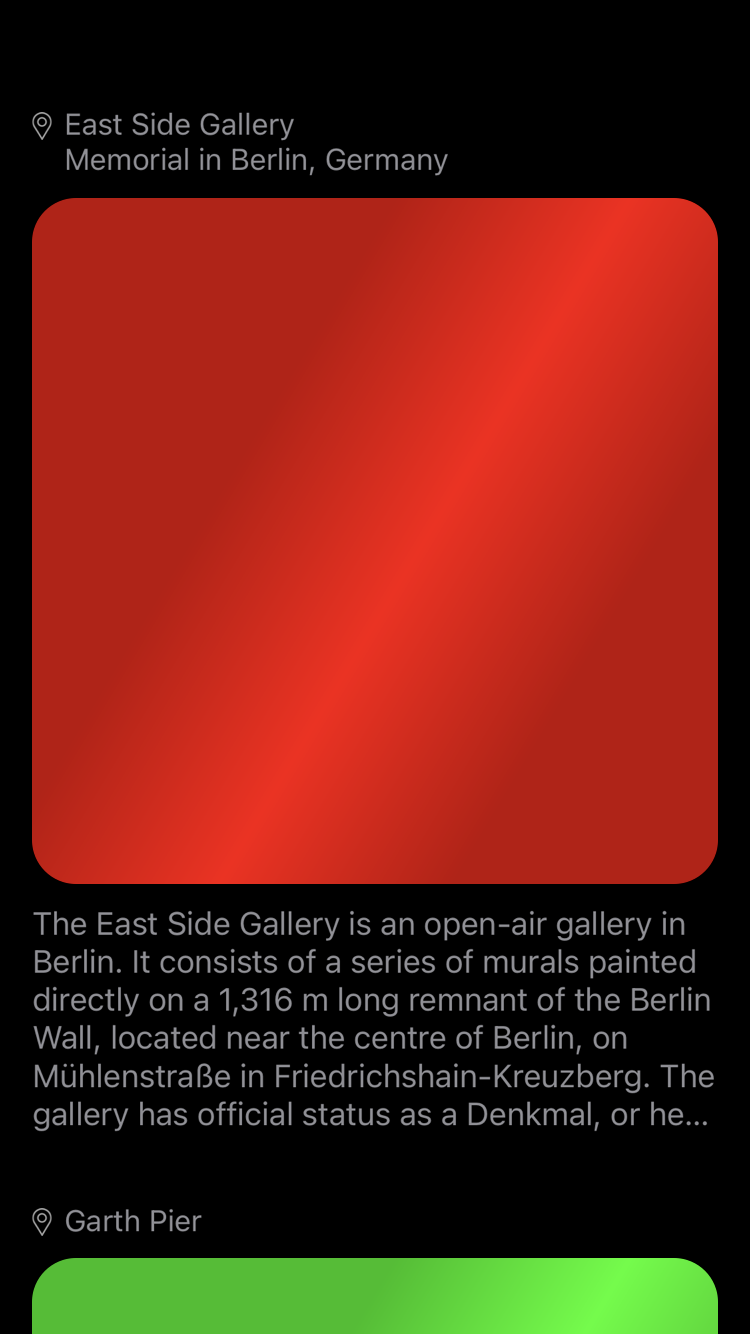 East Side Gallery
Memorial in Berlin, Germany
The East Side Gallery is an open-air gallery in
Berlin. It consists of a series of murals painted
directly on a 1,316 m long remnant of the Berlin
Wall, located near the centre of Berlin, on
Mühlenstraße in Friedrichshain-Kreuzberg. The
gallery has official status as a Denkmal, or he...
Garth Pier